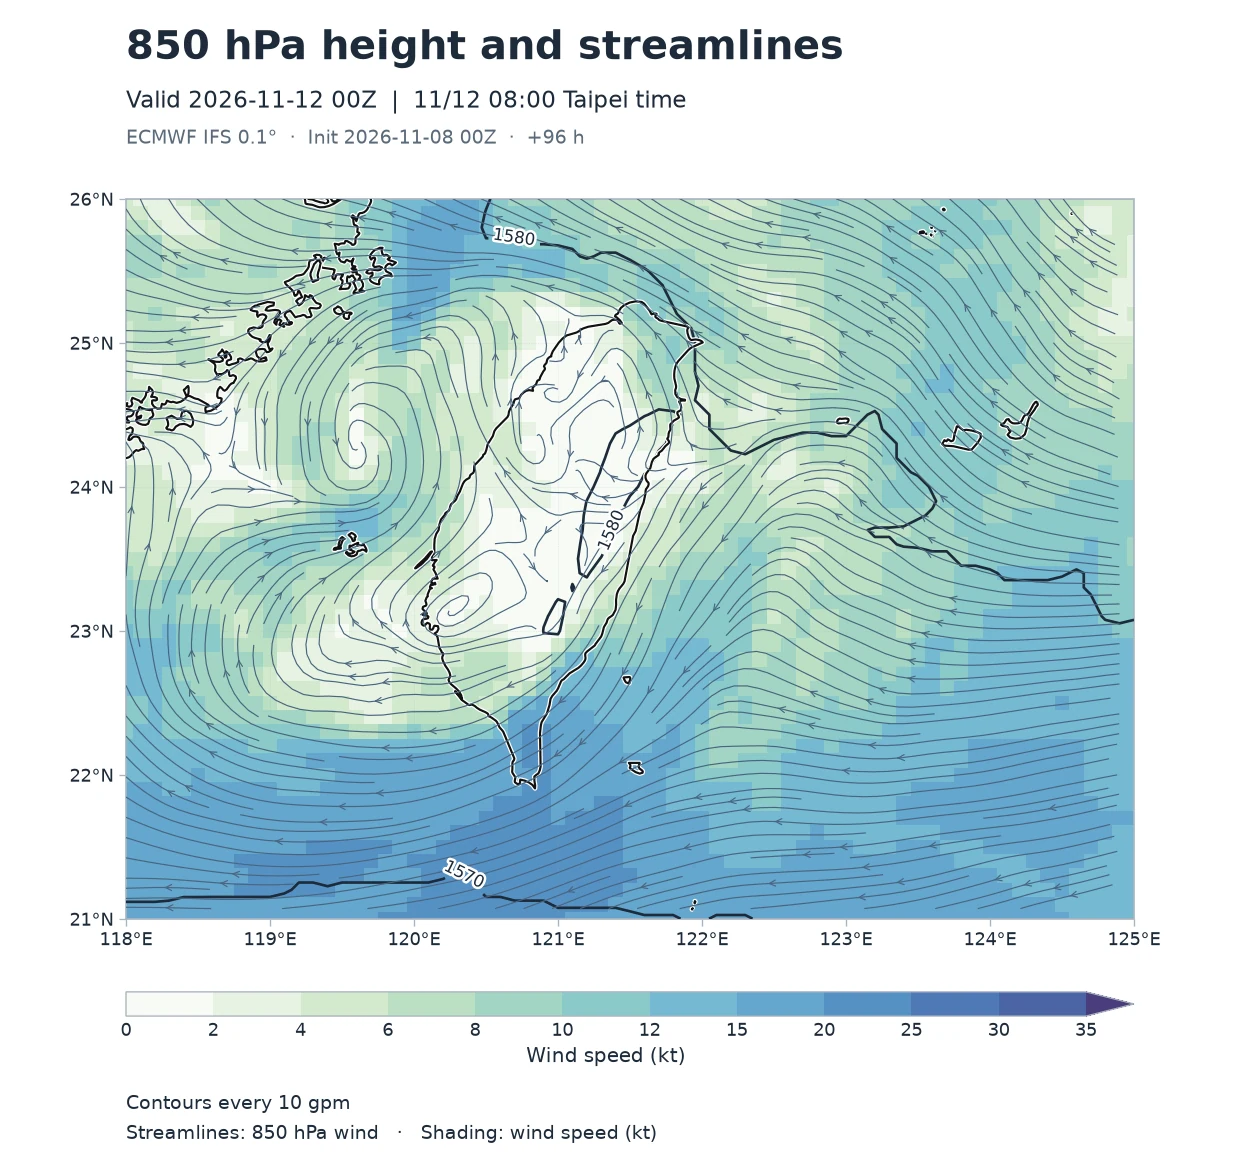 850 hPa height and streamlines
Valid 2026-11-12 00Z | 11/12 08:00 Taipei time
ECMWF IFS 0.1° · Init 2026-11-08 00Z · +96 h
26°N
1580
25°N
24°N
1580
23°N
22°N
1570
21°N
118°E 119°E 120°E 121°E 122°E 123°E 124°E 125°E
0 2 4 6 8 10 12 15 20 25 30 35
Wind speed (kt)
Contours every 10 gpm
Streamlines: 850 hPa wind · Shading: wind speed (kt)